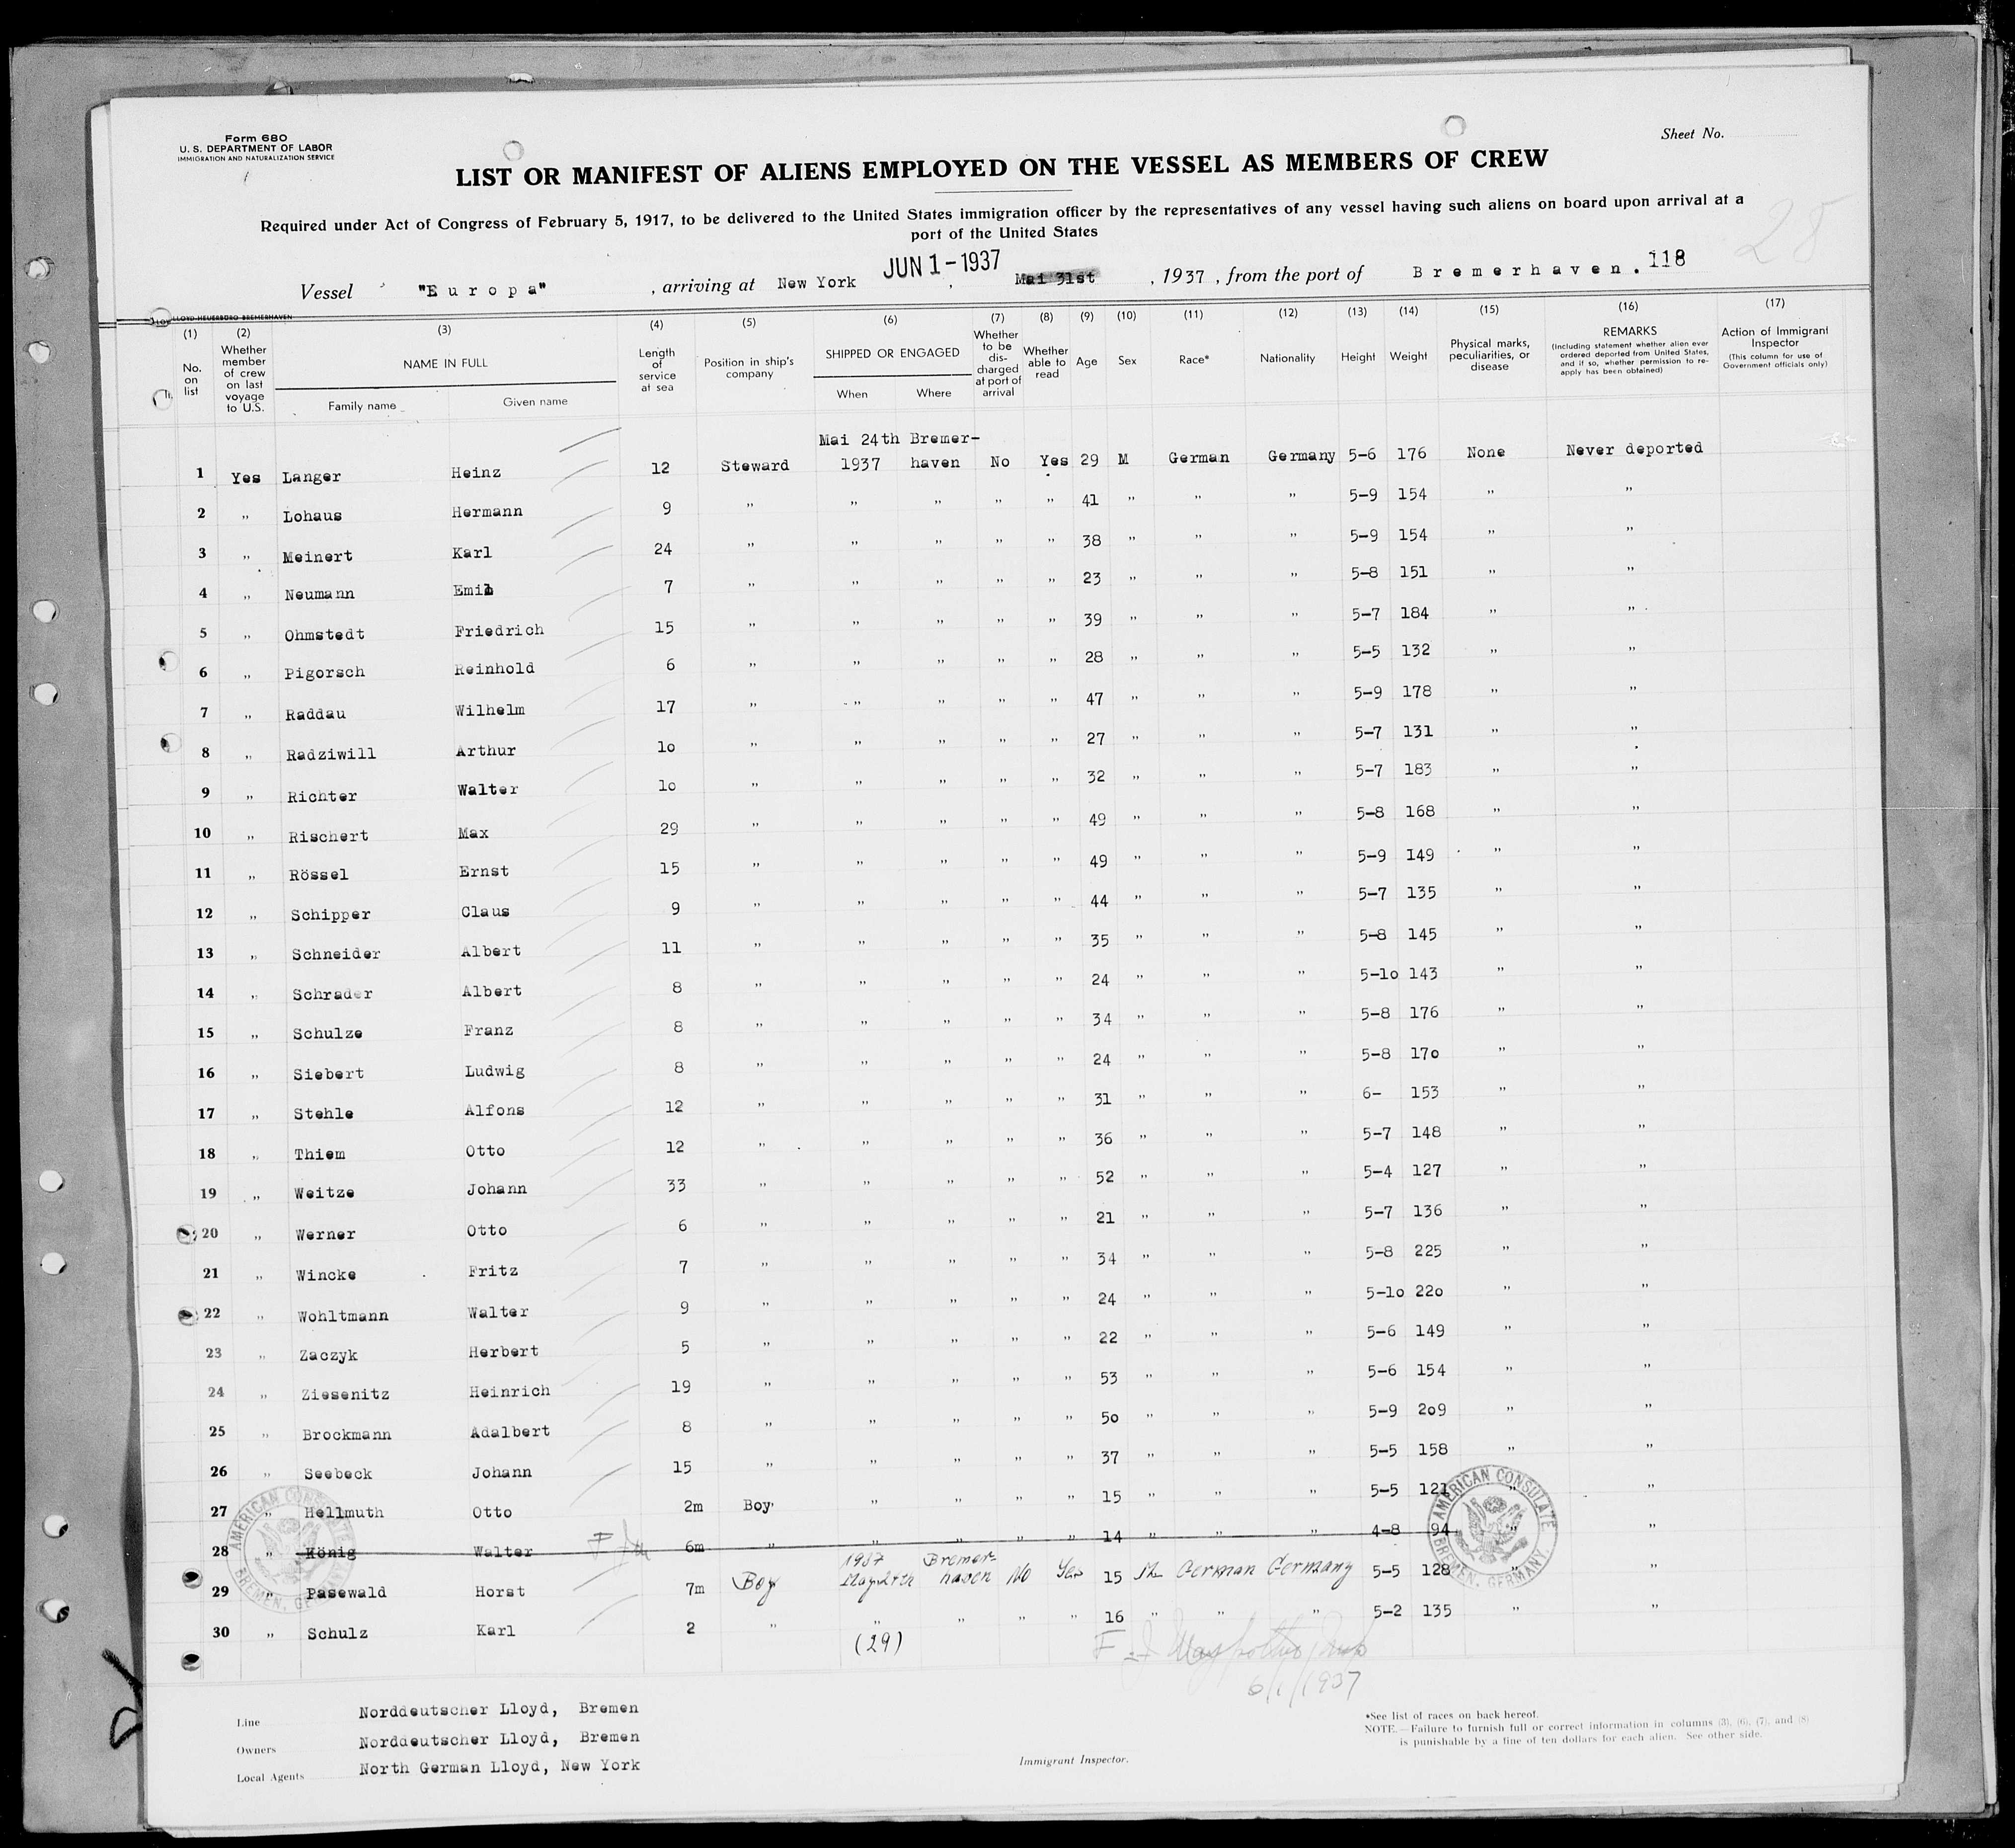 Form 680
U. S. DEPARTMENT OF LABOR
IMMIGRATION AND NATURALIZATION SERVICE
Sheet No.
LIST OR MANIFEST OF ALIENS EMPLOYED ON THE VESSEL AS MEMBERS OF CREW
Required under Act of Congress of February 5, 1917, to be delivered to the United States immigration officer by the representatives of any vessel having such aliens on board upon arrival at a
port of the United States
28
Vessel "Europa" , arriving at New York JUN 1-1937 , Mai 31st , 1937 , from the port of Bremerhaven. 118
LLOYD HEUERBÜRO BREMERHAVEN
(1) (2) (3) (4) (5) (6) (7) (8) (9) (10) (11) (12) (13) (14) (15) (16) (17)
No. on list
Whether member of crew on last voyage to U.S.
NAME IN FULL
Family name Given name
Length of service at sea
Position in ship's company
SHIPPED OR ENGAGED
When Where
Whether to be discharged at port of arrival
Whether able to read
Age
Sex
Race*
Nationality
Height
Weight
Physical marks, peculiarities, or disease
REMARKS
(Including statement whether alien ever ordered deported from United States, and if so, whether permission to reapply has been obtained)
Action of Immigrant Inspector
(This column for use of Government officials only)
Mai 24th Bremer-
1 Yes Langer Heinz 12 Steward 1937 haven No Yes 29 M German Germany 5-6 176 None Never deported
2 " Lohaus Hermann 9 " " " " " 41 " " " 5-9 154 " "
3 " Meinert Karl 24 " " " " " 38 " " " 5-9 154 " "
4 " Neumann Emil 7 " " " " " 23 " " " 5-8 151 " "
5 " Ohmstedt Friedrich 15 " " " " " 39 " " " 5-7 184 " "
6 " Pigorsch Reinhold 6 " " " " " 28 " " " 5-5 132 " "
7 " Raddau Wilhelm 17 " " " " " 47 " " " 5-9 178 " "
8 " Radziwill Arthur 1o " " " " " 27 " " " 5-7 131 " "
9 " Richter Walter 1o " " " " " 32 " " " 5-7 183 " "
10 " Rischert Max 29 " " " " " 49 " " " 5-8 168 " "
11 " Rössel Ernst 15 " " " " " 49 " " " 5-9 149 " "
12 " Schipper Claus 9 " " " " " 44 " " " 5-7 135 " "
13 " Schneider Albert 11 " " " " " 35 " " " 5-8 145 " "
14 " Schrader Albert 8 " " " " " 24 " " " 5-1o 143 " "
15 " Schulze Franz 8 " " " " " 34 " " " 5-8 176 " "
16 " Siebert Ludwig 8 " " " " " 24 " " " 5-8 17o " "
17 " Stehle Alfons 12 " " " " " 31 " " " 6- 153 " "
18 " Thiem Otto 12 " " " " " 36 " " " 5-7 148 " "
19 " Weitze Johann 33 " " " " " 52 " " " 5-4 127 " "
20 " Werner Otto 6 " " " " " 21 " " " 5-7 136 " "
21 " Wincke Fritz 7 " " " " " 34 " " " 5-8 225 " "
22 " Wohltmann Walter 9 " " " " " 24 " " " 5-1o 22o " "
23 " Zaczyk Herbert 5 " " " " " 22 " " " 5-6 149 " "
24 " Ziesenitz Heinrich 19 " " " " " 53 " " " 5-6 154 " "
25 " Brockmann Adalbert 8 " " " " " 5o " " " 5-9 2o9 " "
26 " Seebeck Johann 15 " " " " " 37 " " " 5-5 158 " "
27 " Hellmuth Otto 2m Boy " " " " 15 " " " 5-5 121 " "
28 " König Walter 6m " " " " " 14 " " " 4-8 94 " "
1937 Bremer-
29 " Pasewald Horst 7m Boy May 24th haven No Yes 15 M German Germany 5-5 128 " "
30 " Schulz Karl 2 " " " " " 16 " " " 5-2 135 " "
(29)
6/1/1937
AMERICAN CONSULATE BREMEN, GERMANY.
AMERICAN CONSULATE BREMEN, GERMANY.
Line Norddeutscher Lloyd, Bremen
Owners Norddeutscher Lloyd, Bremen
Local Agents North German Lloyd, New York
Immigrant Inspector.
*See list of races on back hereof.
NOTE.—Failure to furnish full or correct information in columns (3), (6), (7), and (8)
is punishable by a fine of ten dollars for each alien. See other side.